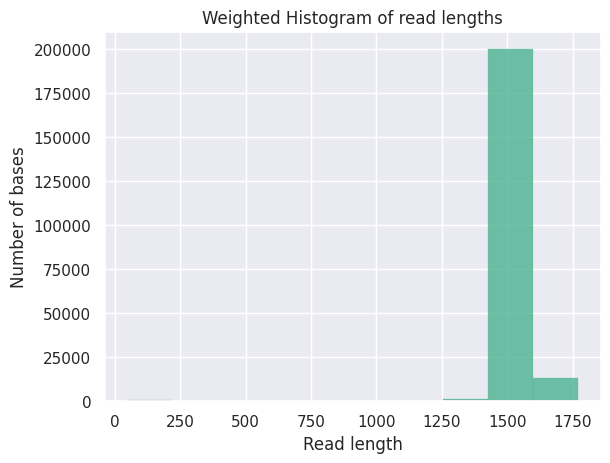 Weighted Histogram of read lengths
200000
175000
150000
125000
100000
75000
50000
25000
0
Number of bases
0 250 500 750 1000 1250 1500 1750
Read length